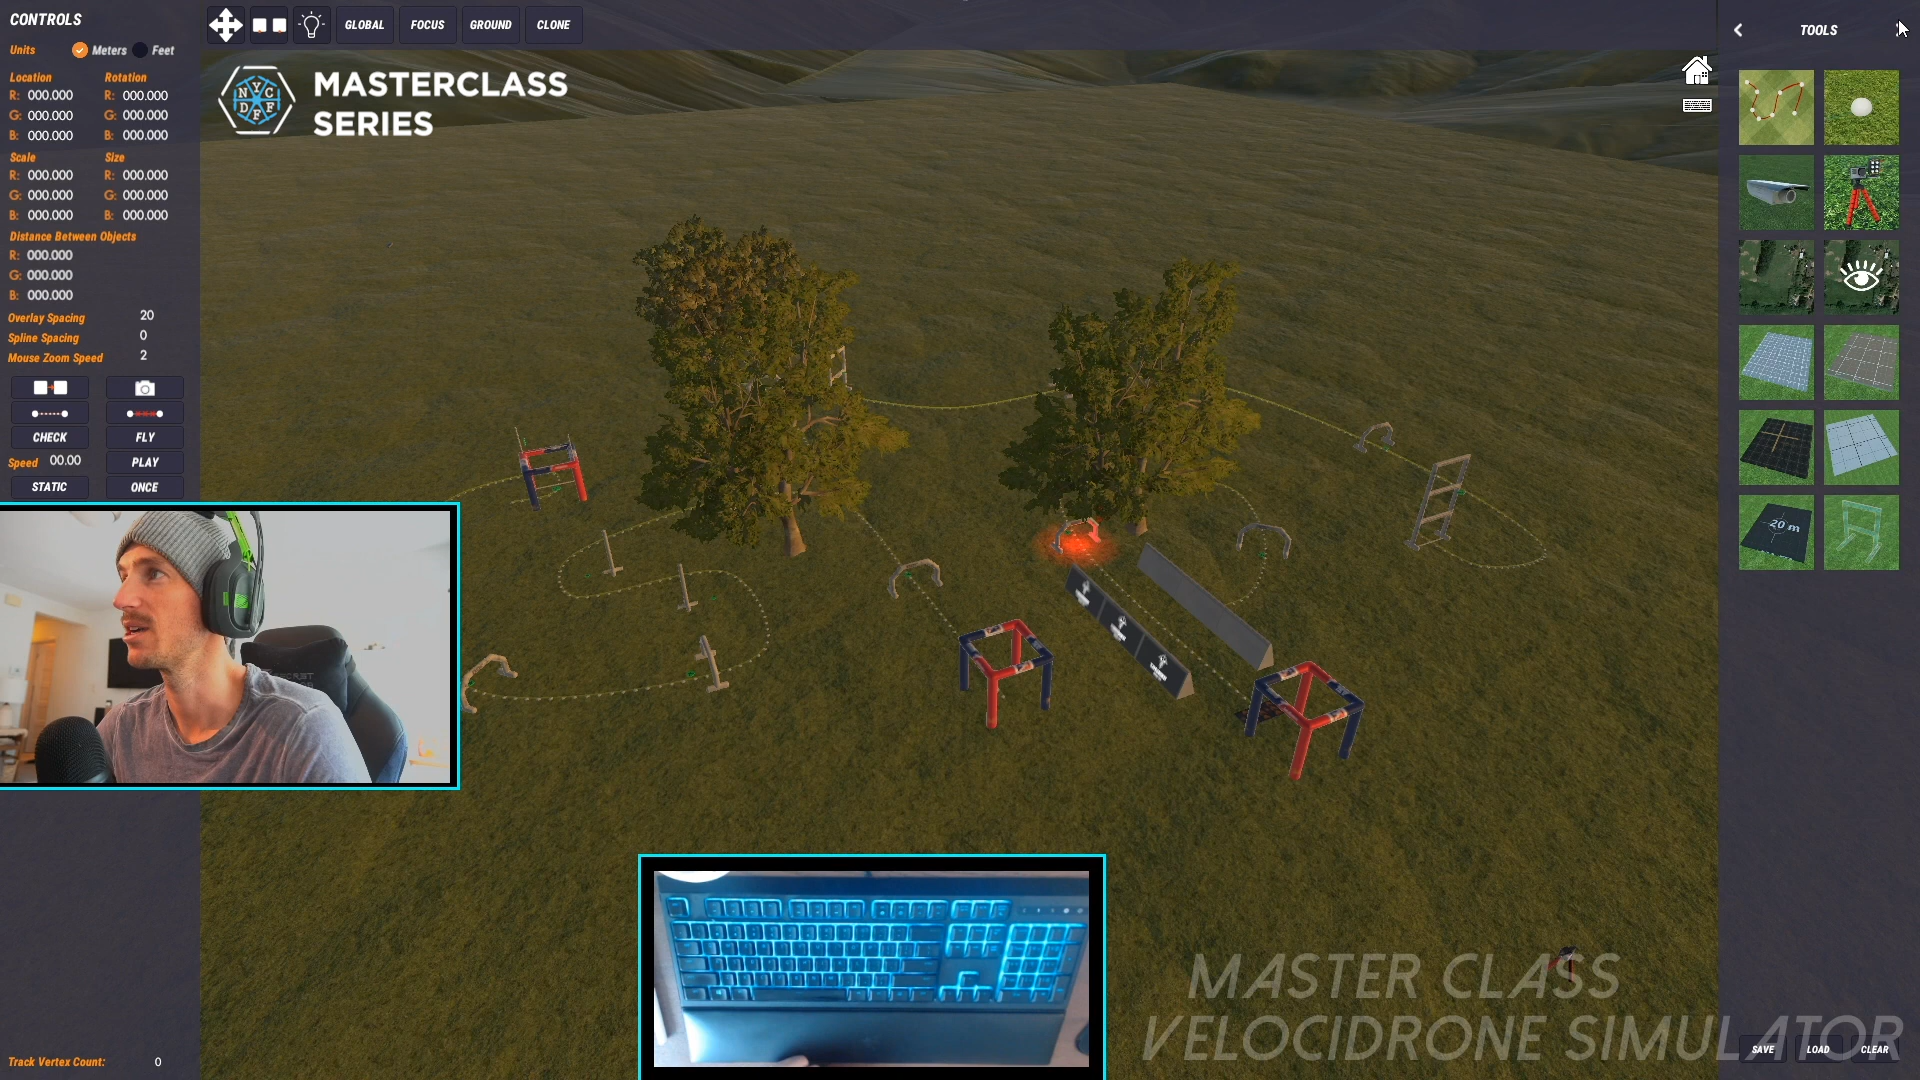 CONTROLS
Units Meters Feet
Location Rotation
R: 000.000 R: 000.000
G: 000.000 G: 000.000
B: 000.000 B: 000.000
Scale Size
R: 000.000 R: 000.000
G: 000.000 G: 000.000
B: 000.000 B: 000.000
Distance Between Objects
R: 000.000
G: 000.000
B: 000.000
Overlay Spacing 20
Spline Spacing 0
Mouse Zoom Speed 2
CHECK FLY
Speed 00.00 PLAY
STATIC ONCE
Track Vertex Count: 0
GLOBAL FOCUS GROUND CLONE
NYC
DFF
MASTERCLASS
SERIES
TOOLS
20 m
MASTER CLASS
VELOCIDRONE SIMULATOR
SAVE LOAD CLEAR